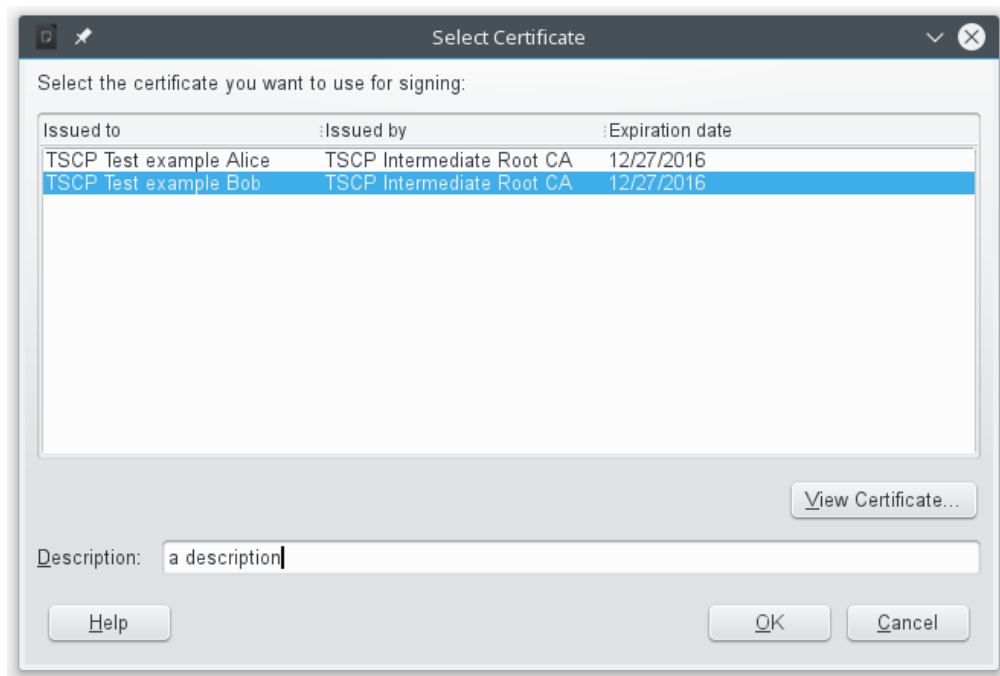 Select Certificate
Select the certificate you want to use for signing:
Issued to Issued by Expiration date
TSCP Test example Alice TSCP Intermediate Root CA 12/27/2016
TSCP Test example Bob TSCP Intermediate Root CA 12/27/2016
View Certificate...
Description: a description
Help OK Cancel